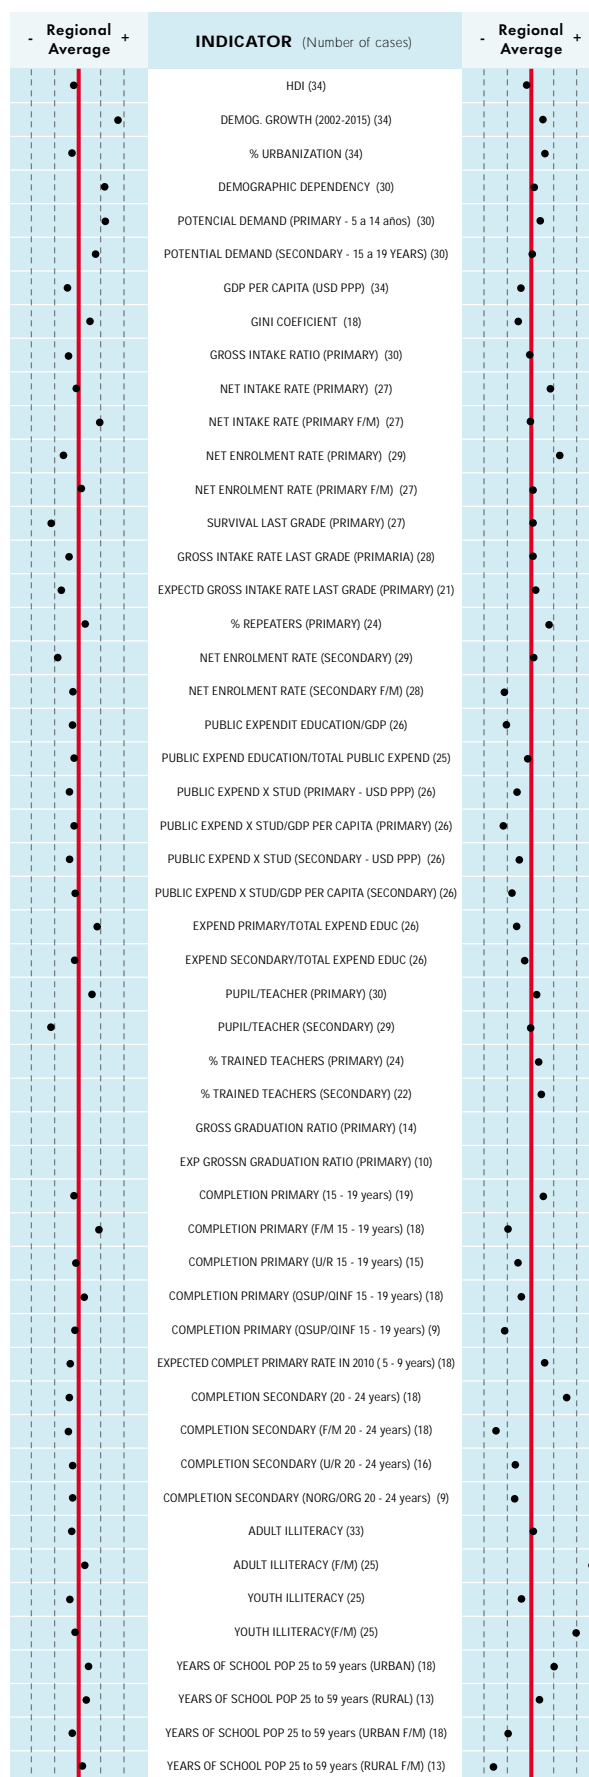 - Regional Average +
INDICATOR (Number of cases)
- Regional Average +
HDI (34)
DEMOG. GROWTH (2002-2015) (34)
% URBANIZATION (34)
DEMOGRAPHIC DEPENDENCY (30)
POTENCIAL DEMAND (PRIMARY - 5 a 14 años) (30)
POTENTIAL DEMAND (SECONDARY - 15 a 19 YEARS) (30)
GDP PER CAPITA (USD PPP) (34)
GINI COEFICIENT (18)
GROSS INTAKE RATIO (PRIMARY) (30)
NET INTAKE RATE (PRIMARY) (27)
NET INTAKE RATE (PRIMARY F/M) (27)
NET ENROLMENT RATE (PRIMARY) (29)
NET ENROLMENT RATE (PRIMARY F/M) (27)
SURVIVAL LAST GRADE (PRIMARY) (27)
GROSS INTAKE RATE LAST GRADE (PRIMARIA) (28)
EXPECTD GROSS INTAKE RATE LAST GRADE (PRIMARY) (21)
% REPEATERS (PRIMARY) (24)
NET ENROLMENT RATE (SECONDARY) (29)
NET ENROLMENT RATE (SECONDARY F/M) (28)
PUBLIC EXPENDIT EDUCATION/GDP (26)
PUBLIC EXPEND EDUCATION/TOTAL PUBLIC EXPEND (25)
PUBLIC EXPEND X STUD (PRIMARY - USD PPP) (26)
PUBLIC EXPEND X STUD/GDP PER CAPITA (PRIMARY) (26)
PUBLIC EXPEND X STUD (SECONDARY - USD PPP) (26)
PUBLIC EXPEND X STUD/GDP PER CAPITA (SECONDARY) (26)
EXPEND PRIMARY/TOTAL EXPEND EDUC (26)
EXPEND SECONDARY/TOTAL EXPEND EDUC (26)
PUPIL/TEACHER (PRIMARY) (30)
PUPIL/TEACHER (SECONDARY) (29)
% TRAINED TEACHERS (PRIMARY) (24)
% TRAINED TEACHERS (SECONDARY) (22)
GROSS GRADUATION RATIO (PRIMARY) (14)
EXP GROSSN GRADUATION RATIO (PRIMARY) (10)
COMPLETION PRIMARY (15 - 19 years) (19)
COMPLETION PRIMARY (F/M 15 - 19 years) (18)
COMPLETION PRIMARY (U/R 15 - 19 years) (15)
COMPLETION PRIMARY (QSUP/QINF 15 - 19 years) (18)
COMPLETION PRIMARY (QSUP/QINF 15 - 19 years) (9)
EXPECTED COMPLET PRIMARY RATE IN 2010 ( 5 - 9 years) (18)
COMPLETION SECONDARY (20 - 24 years) (18)
COMPLETION SECONDARY (F/M 20 - 24 years) (18)
COMPLETION SECONDARY (U/R 20 - 24 years) (16)
COMPLETION SECONDARY (NORG/ORG 20 - 24 years) (9)
ADULT ILLITERACY (33)
ADULT ILLITERACY (F/M) (25)
YOUTH ILLITERACY (25)
YOUTH ILLITERACY(F/M) (25)
YEARS OF SCHOOL POP 25 to 59 years (URBAN) (18)
YEARS OF SCHOOL POP 25 to 59 years (RURAL) (13)
YEARS OF SCHOOL POP 25 to 59 years (URBAN F/M) (18)
YEARS OF SCHOOL POP 25 to 59 years (RURAL F/M) (13)